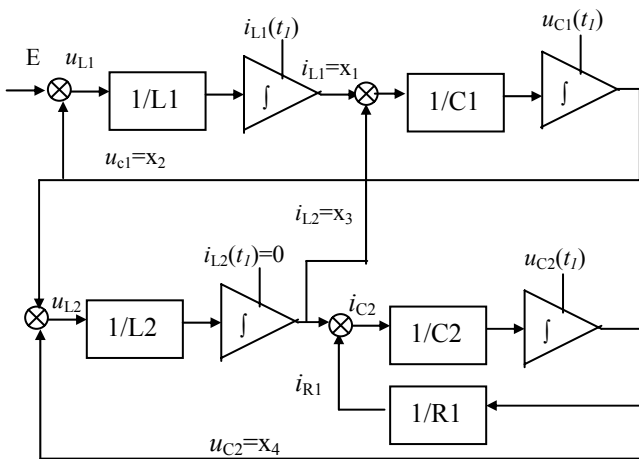 i_L1(t_1)
u_C1(t_1)
E
u_L1
i_L1=x_1
1/L1
∫
1/C1
∫
u_c1=x_2
i_L2=x_3
i_L2(t_1)=0
u_C2(t_1)
u_L2
i_C2
1/L2
∫
1/C2
∫
i_R1
1/R1
u_C2=x_4